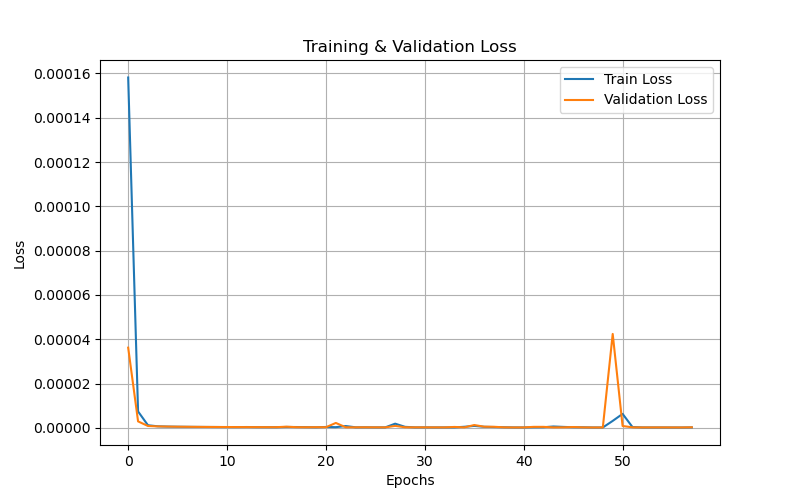 Training & Validation Loss
Train Loss
Validation Loss
0.00016
0.00014
0.00012
0.00010
0.00008
0.00006
0.00004
0.00002
0.00000
Loss
0 10 20 30 40 50
Epochs